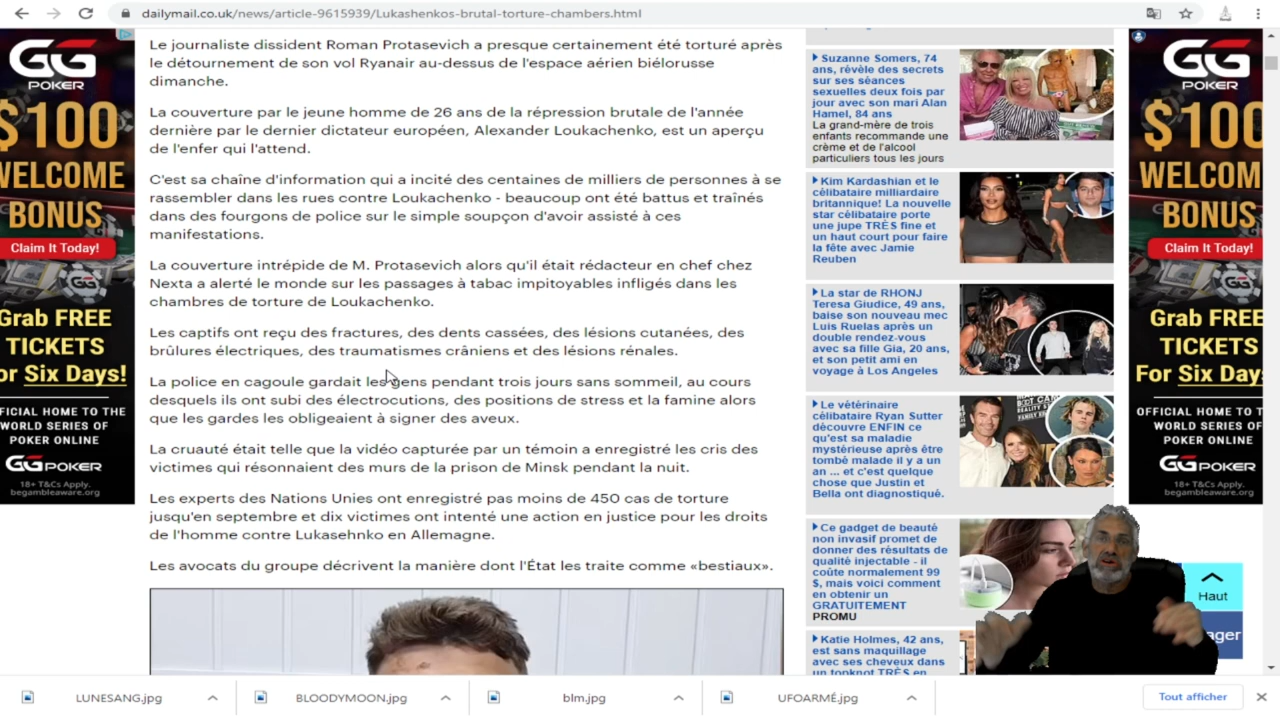 dailymail.co.uk/news/article-9615939/Lukashenkos-brutal-torture-chambers.html
GG
POKER
$100
WELCOME
BONUS
Claim It Today!
Grab FREE
TICKETS
For Six Days!
OFFICIAL HOME TO THE
WORLD SERIES OF
POKER ONLINE
GGPOKER
18+ T&Cs Apply.
begambleaware.org
Le journaliste dissident Roman Protasevich a presque certainement été torturé après
le détournement de son vol Ryanair au-dessus de l'espace aérien biélorusse
dimanche.
La couverture par le jeune homme de 26 ans de la répression brutale de l'année
dernière par le dernier dictateur européen, Alexander Loukachenko, est un aperçu
de l'enfer qui l'attend.
C'est sa chaîne d'information qui a incité des centaines de milliers de personnes à se
rassembler dans les rues contre Loukachenko - beaucoup ont été battus et traînés
dans des fourgons de police sur le simple soupçon d'avoir assisté à ces
manifestations.
La couverture intrépide de M. Protasevich alors qu'il était rédacteur en chef chez
Nexta a alerté le monde sur les passages à tabac impitoyables infligés dans les
chambres de torture de Loukachenko.
Les captifs ont reçu des fractures, des dents cassées, des lésions cutanées, des
brûlures électriques, des traumatismes crâniens et des lésions rénales.
La police en cagoule gardait les gens pendant trois jours sans sommeil, au cours
desquels ils ont subi des électrocutions, des positions de stress et la famine alors
que les gardes les obligeaient à signer des aveux.
La cruauté était telle que la vidéo capturée par un témoin a enregistré les cris des
victimes qui résonnaient des murs de la prison de Minsk pendant la nuit.
Les experts des Nations Unies ont enregistré pas moins de 450 cas de torture
jusqu'en septembre et dix victimes ont intenté une action en justice pour les droits
de l'homme contre Lukasehnko en Allemagne.
Les avocats du groupe décrivent la manière dont l'État les traite comme «bestiaux».
Suzanne Somers, 74
ans, révèle des secrets
sur ses séances
sexuelles deux fois par
jour avec son mari Alan
Hamel, 84 ans
La grand-mère de trois
enfants recommande une
crème et de l'alcool
particuliers tous les jours
Kim Kardashian et le
célibataire milliardaire
britannique! La nouvelle
star célibataire porte
une jupe TRÈS fine et
un haut court pour faire
la fête avec Jamie
Reuben
La star de RHONJ
Teresa Giudice, 49 ans,
baise son nouveau mec
Luis Ruelas après un
double rendez-vous
avec sa fille Gia, 20 ans,
et son petit ami en
voyage à Los Angeles
Le vétérinaire
célibataire Ryan Sutter
découvre ENFIN ce
qu'est sa maladie
mystérieuse après être
tombé malade il y a un
an ... et c'est quelque
chose que Justin et
Bella ont diagnostiqué.
Ce gadget de beauté
non invasif promet de
donner des résultats de
qualité injectable - il
coûte normalement 99
$, mais voici comment
en obtenir un
GRATUITEMENT
PROMU
Katie Holmes, 42 ans,
est sans maquillage
avec ses cheveux dans
un topknot TRÈS en
GG
POKER
$100
WELCOM
BONUS
Claim It Today!
Grab FREE
TICKETS
For Six Day
OFFICIAL HOME TO T
WORLD SERIES OF
POKER ONLINE
GGPOKER
18+ T&Cs Apply.
begambleaware.org
Haut
ager
LUNESANG.jpg
BLOODYMOON.jpg
blm.jpg
UFOARMÉ.jpg
Tout afficher